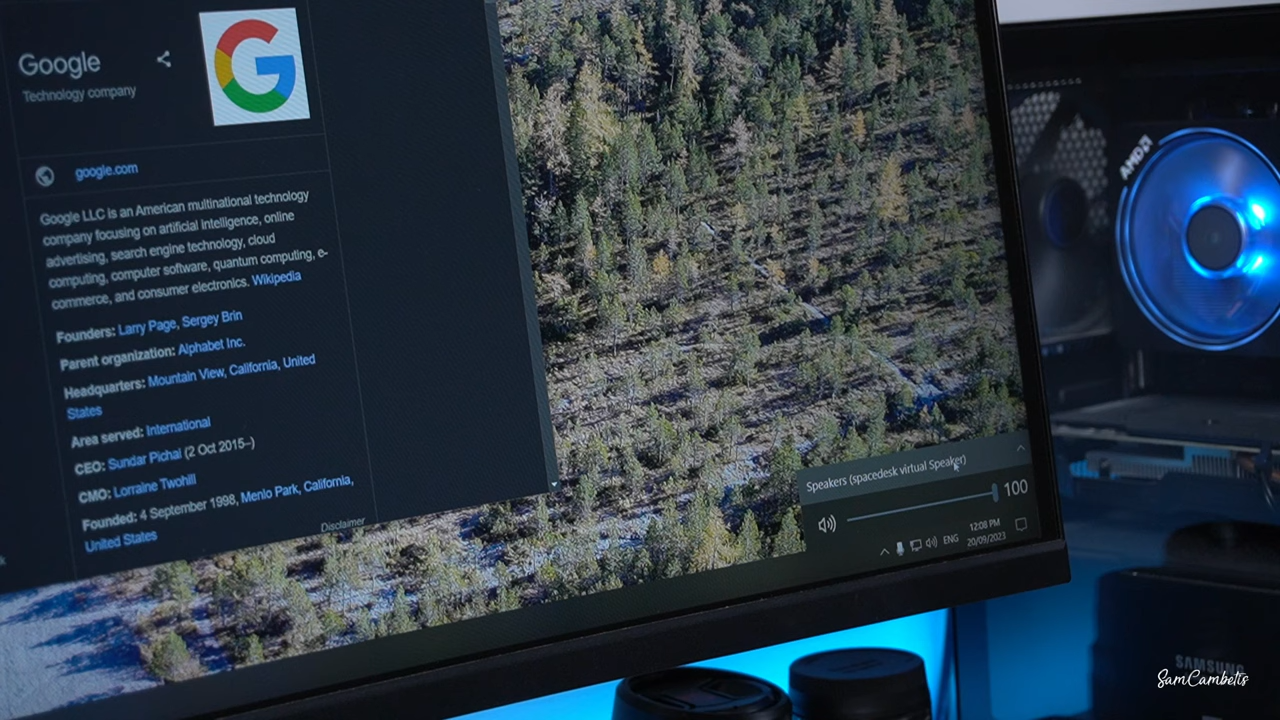 Google
Technology company
G
google.com
Google LLC is an American multinational technology
company focusing on artificial intelligence, online
advertising, search engine technology, cloud
computing, computer software, quantum computing, e-
commerce, and consumer electronics. Wikipedia
Founders: Larry Page, Sergey Brin
Parent organization: Alphabet Inc.
Headquarters: Mountain View, California, United
States
Area served: International
CEO: Sundar Pichai (2 Oct 2015–)
CMO: Lorraine Twohill
Founded: 4 September 1998, Menlo Park, California,
United States
Disclaimer
Speakers (spacedesk virtual Speaker)
100
ENG
12:08 PM
20/09/2023
AMD
SAMSUNG
SamCambelis